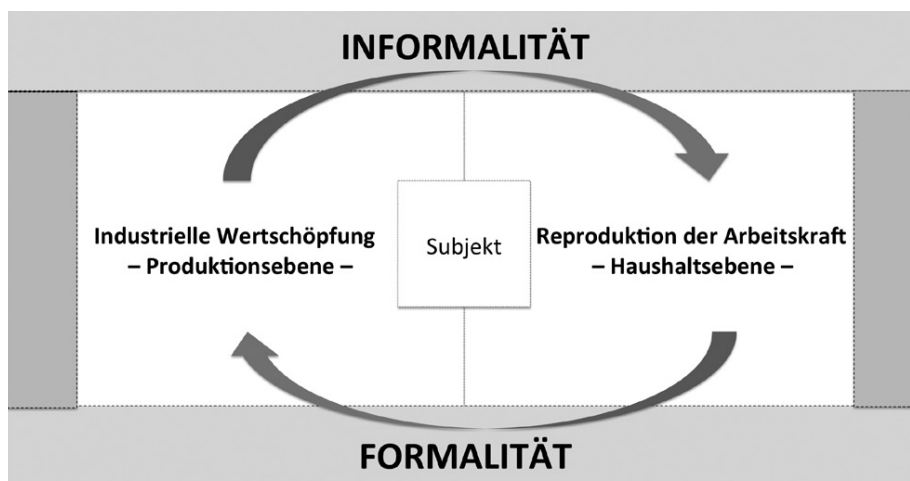 INFORMALITÄT
Industrielle Wertschöpfung
– Produktionsebene –
Subjekt
Reproduktion der Arbeitskraft
– Haushaltsebene –
FORMALITÄT